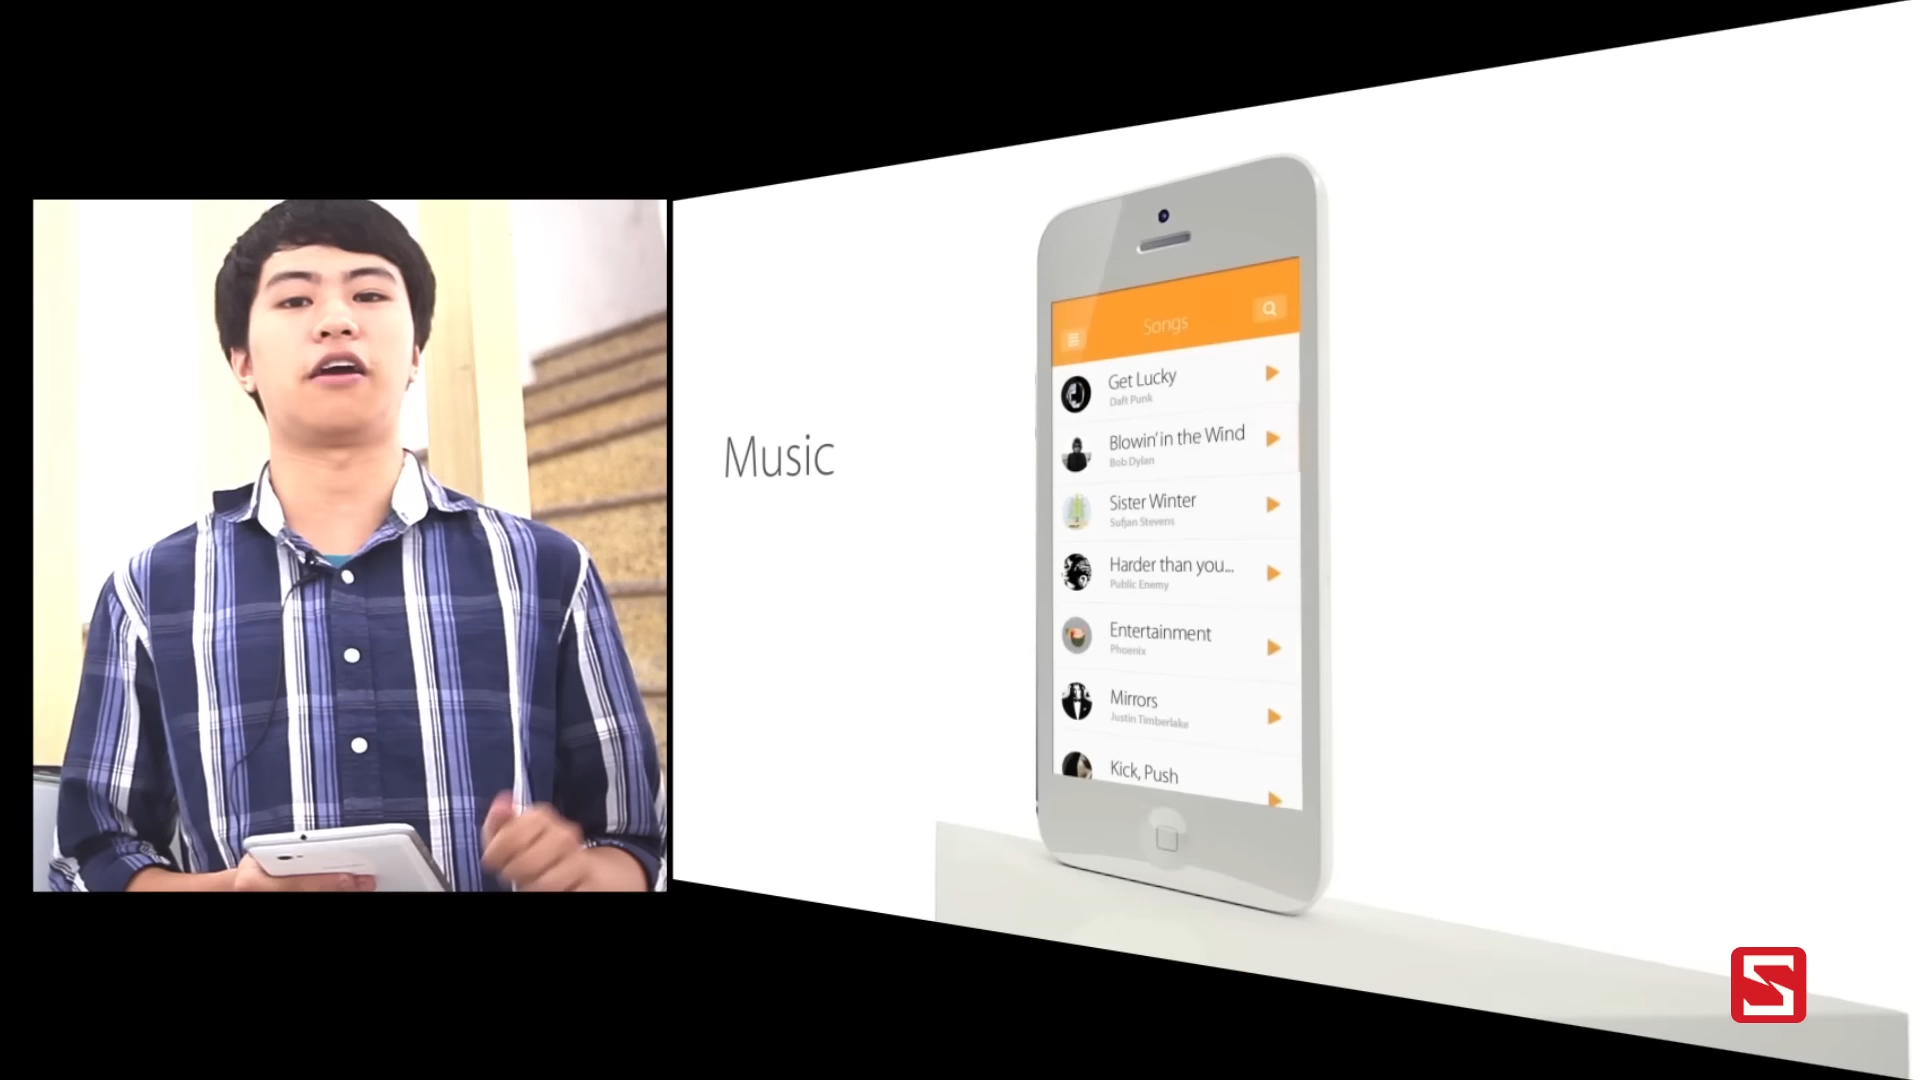 Music
Songs
Get Lucky
Daft Punk
Blowin' in the Wind
Bob Dylan
Sister Winter
Sufjan Stevens
Harder than you...
Public Enemy
Entertainment
Phoenix
Mirrors
Justin Timberlake
Kick, Push
S